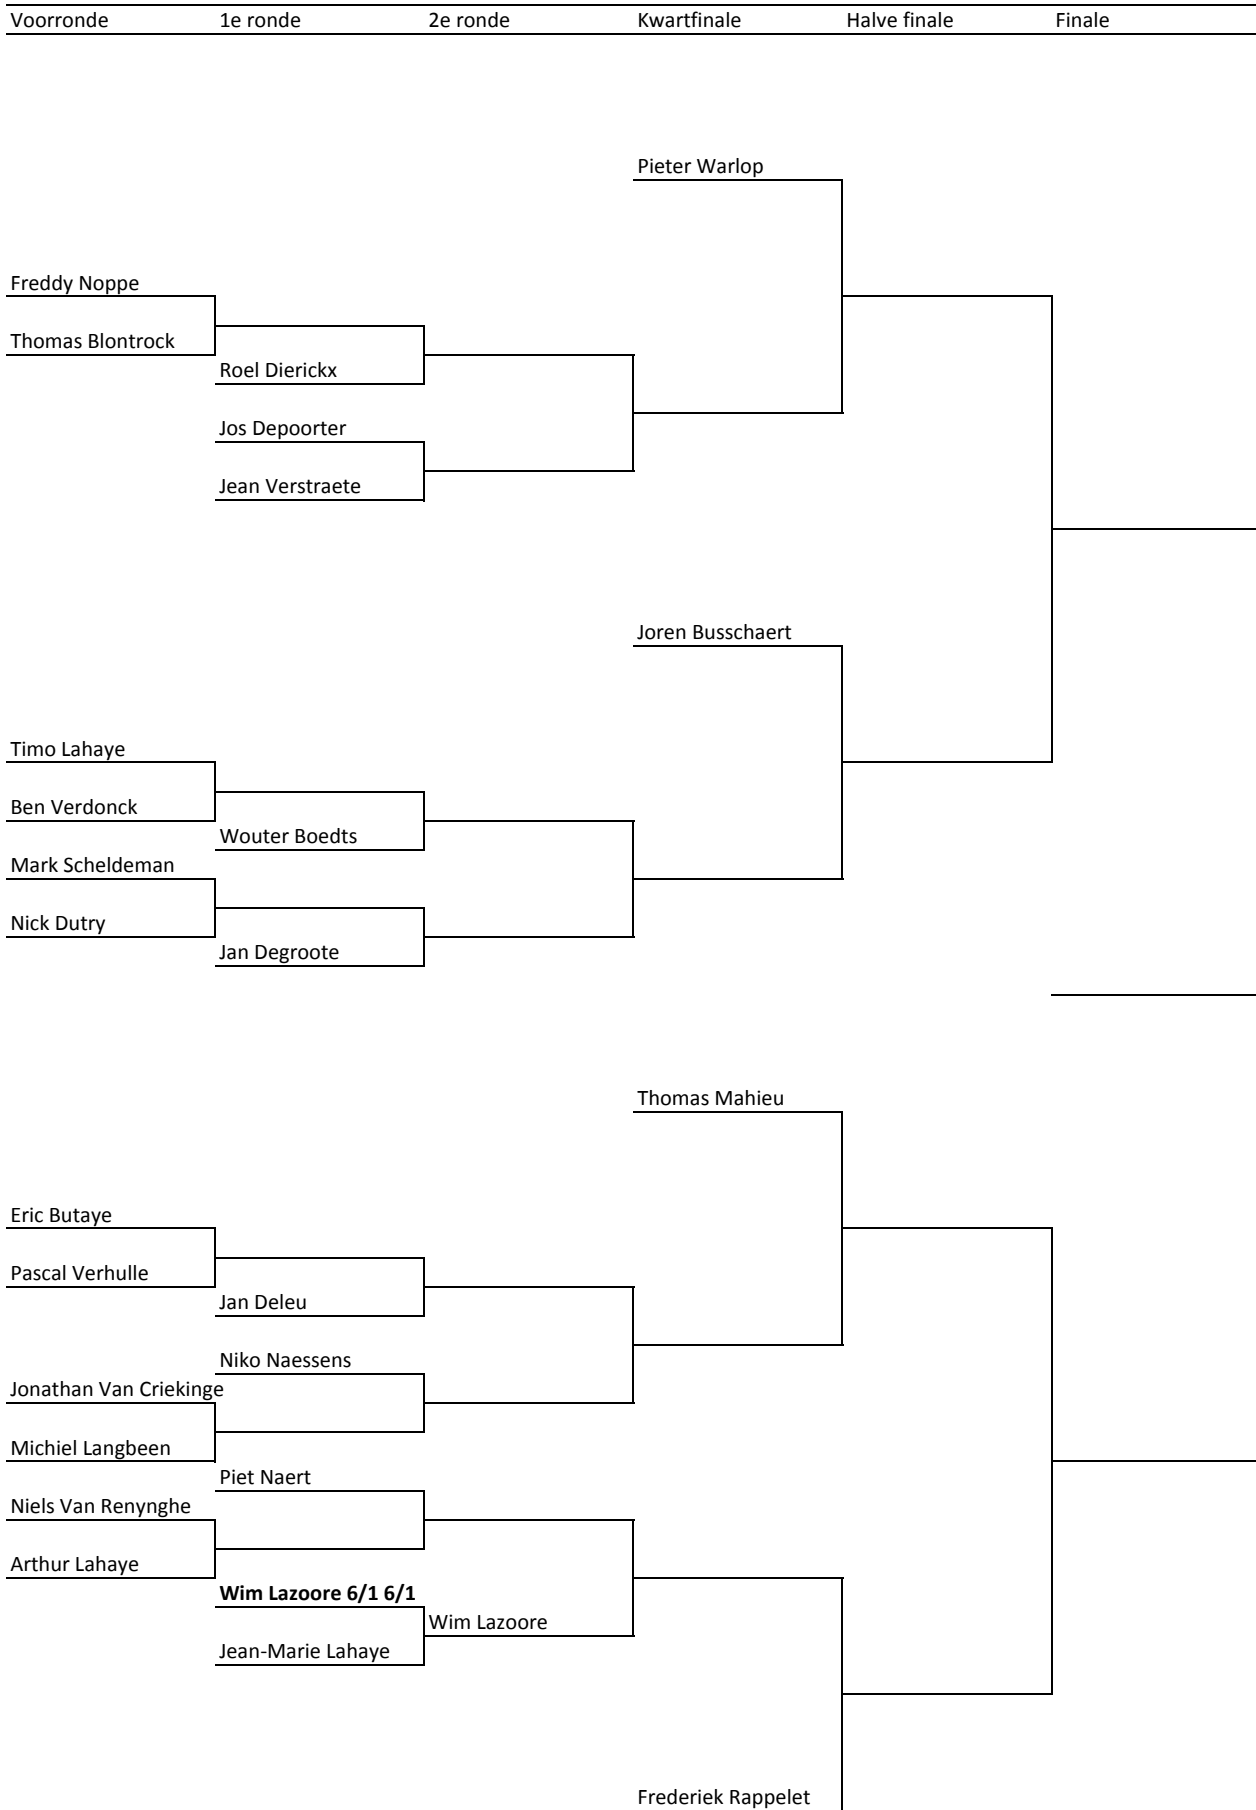 Voorronde 1e ronde 2e ronde Kwartfinale Halve finale Finale
Pieter Warlop
Freddy Noppe
Thomas Blontrock
Roel Dierickx
Jos Depoorter
Jean Verstraete
Joren Busschaert
Timo Lahaye
Ben Verdonck
Wouter Boedts
Mark Scheldeman
Nick Dutry
Jan Degroote
Thomas Mahieu
Eric Butaye
Pascal Verhulle
Jan Deleu
Niko Naessens
Jonathan Van Criekinge
Michiel Langbeen
Piet Naert
Niels Van Renynghe
Arthur Lahaye
Wim Lazoore 6/1 6/1
Wim Lazoore
Jean-Marie Lahaye
Frederiek Rappelet